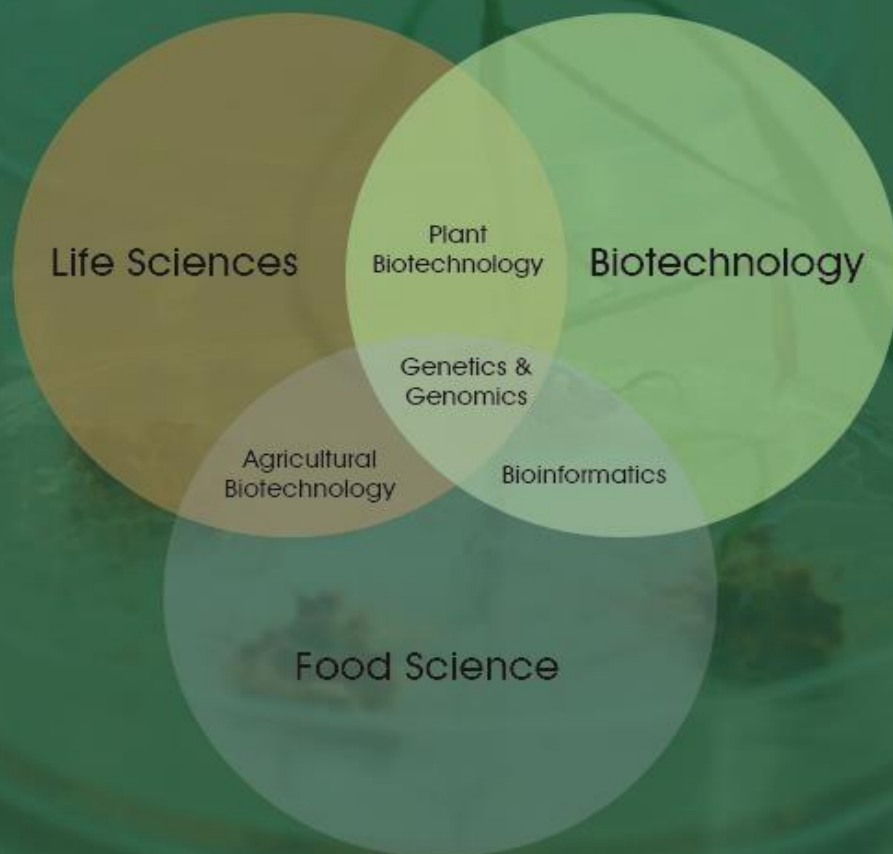 Life Sciences
Plant
Biotechnology
Biotechnology
Genetics &
Genomics
Agricultural
Biotechnology
Bioinformatics
Food Science